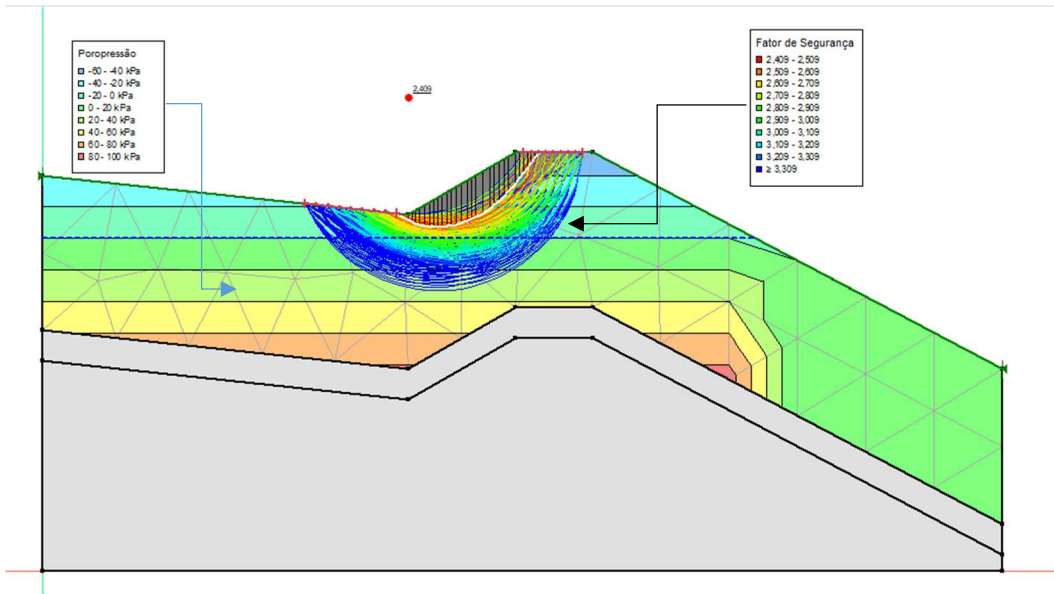 Poropressão
-60 - -40 kPa
-40 - -20 kPa
-20 - 0 kPa
0 - 20 kPa
20 - 40 kPa
40 - 60 kPa
60 - 80 kPa
80 - 100 kPa
2,409
Fator de Segurança
2,409 - 2,509
2,509 - 2,609
2,609 - 2,709
2,709 - 2,809
2,809 - 2,909
2,909 - 3,009
3,009 - 3,109
3,109 - 3,209
3,209 - 3,309
≥ 3,309